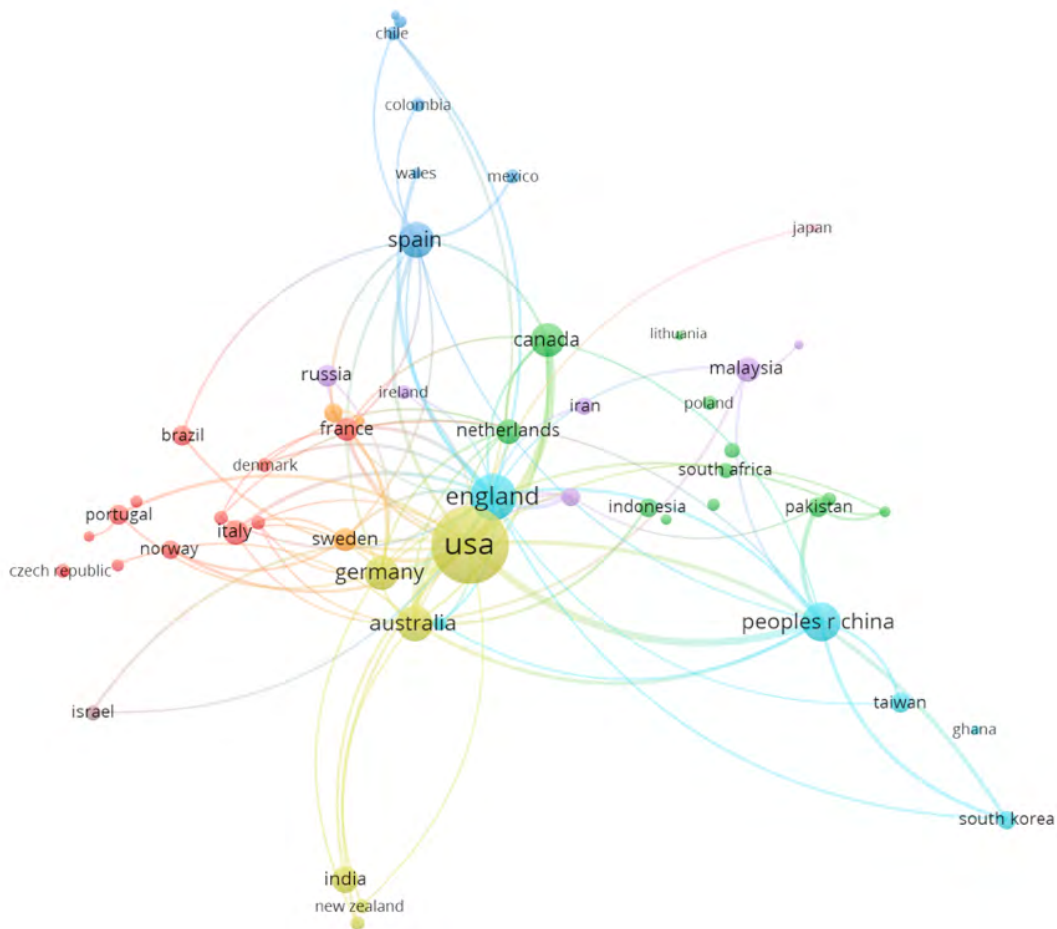 chile
colombia
wales
mexico
japan
spain
lithuania
canada
malaysia
russia
ireland
iran
poland
brazil
france
netherlands
denmark
south africa
england
portugal
italy
indonesia
pakistan
sweden
usa
norway
czech republic
germany
australia
peoples r china
israel
taiwan
ghana
south korea
india
new zealand